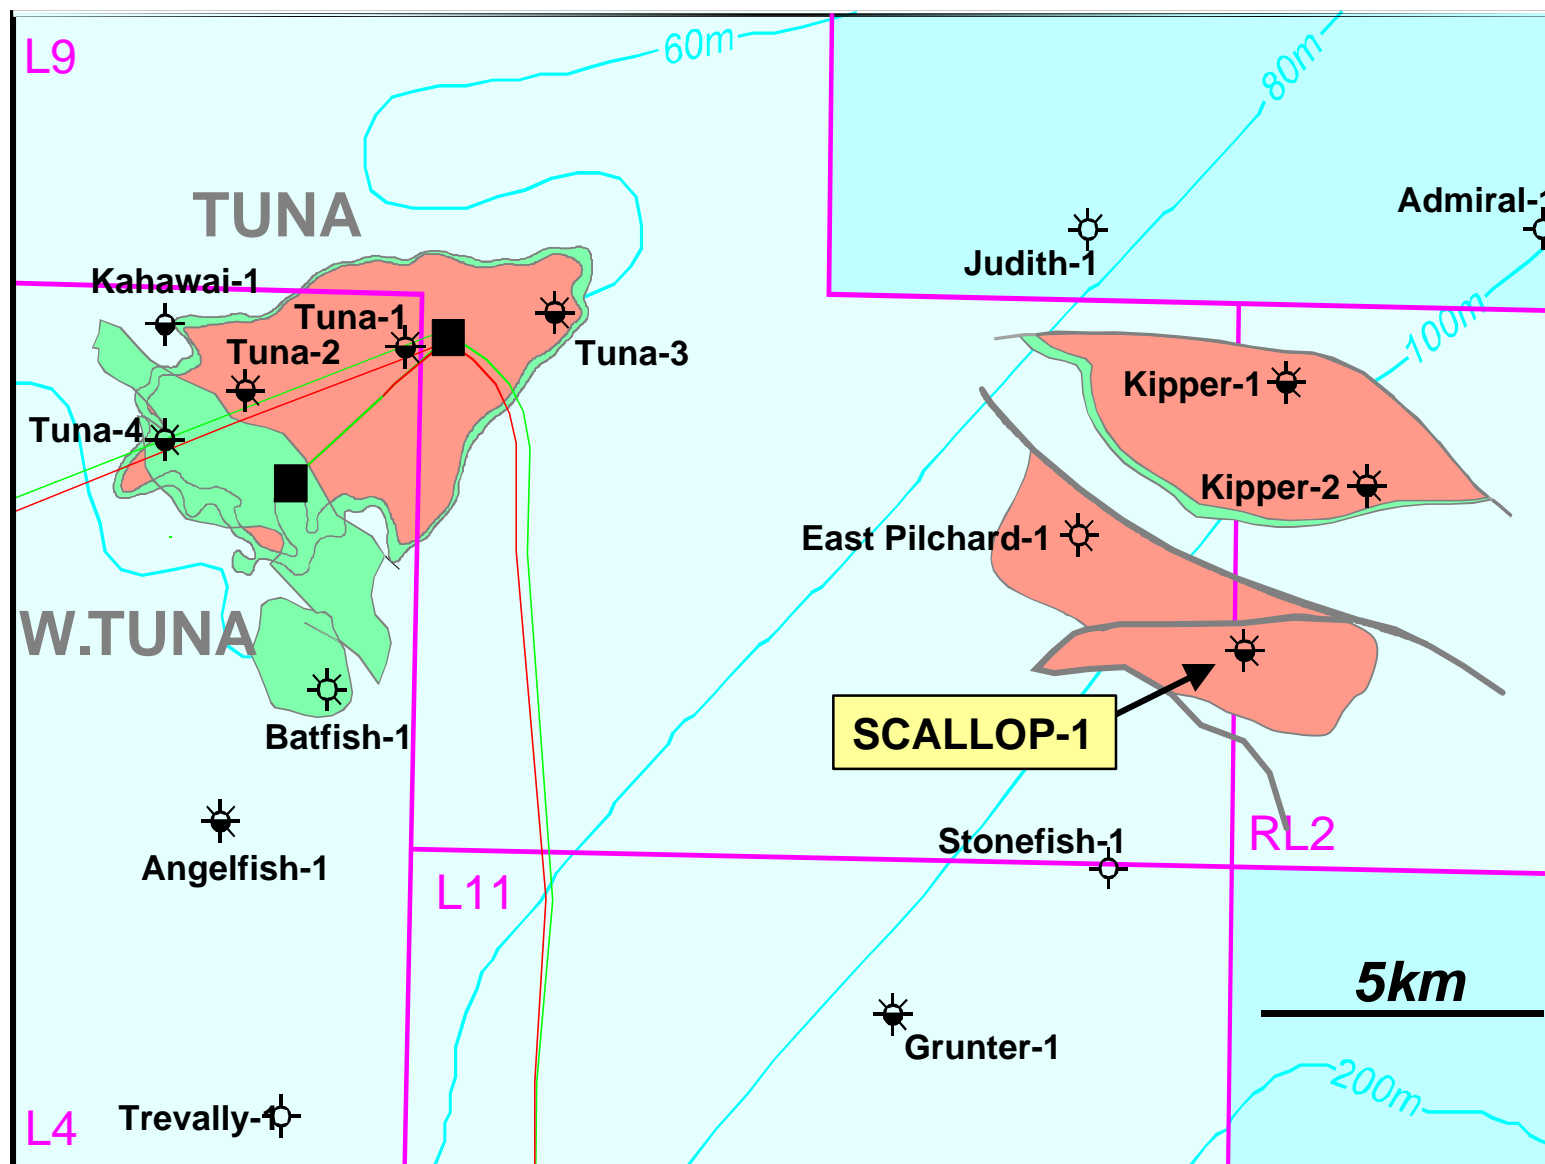 L9
60m
80m
TUNA
Admiral-1
Judith-1
Kahawai-1
Tuna-1
Tuna-2
Tuna-3
100m
Kipper-1
Tuna-4
Kipper-2
East Pilchard-1
W.TUNA
SCALLOP-1
Batfish-1
Stonefish-1
RL2
Angelfish-1
L11
5km
Grunter-1
200m
Trevally-1
L4